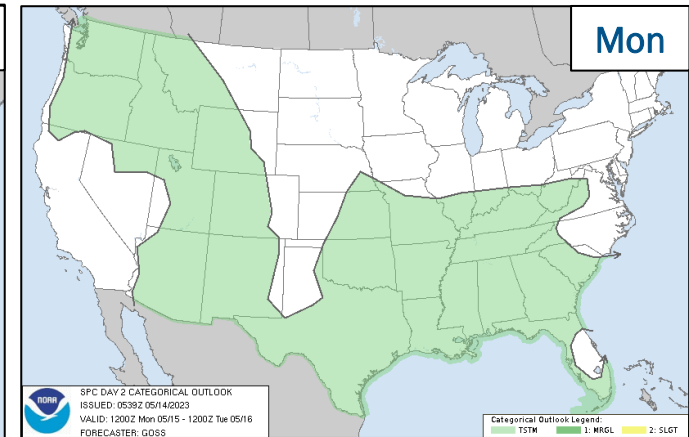 Mon
SPC DAY 2 CATEGORICAL OUTLOOK
ISSUED: 0539Z 05/14/2023
VALID: 1200Z Mon 05/15 - 1200Z Tue 05/16
FORECASTER: GOSS
NOAA
Categorical Outlook Legend:
TSTM 1: MRGL 2: SLGT